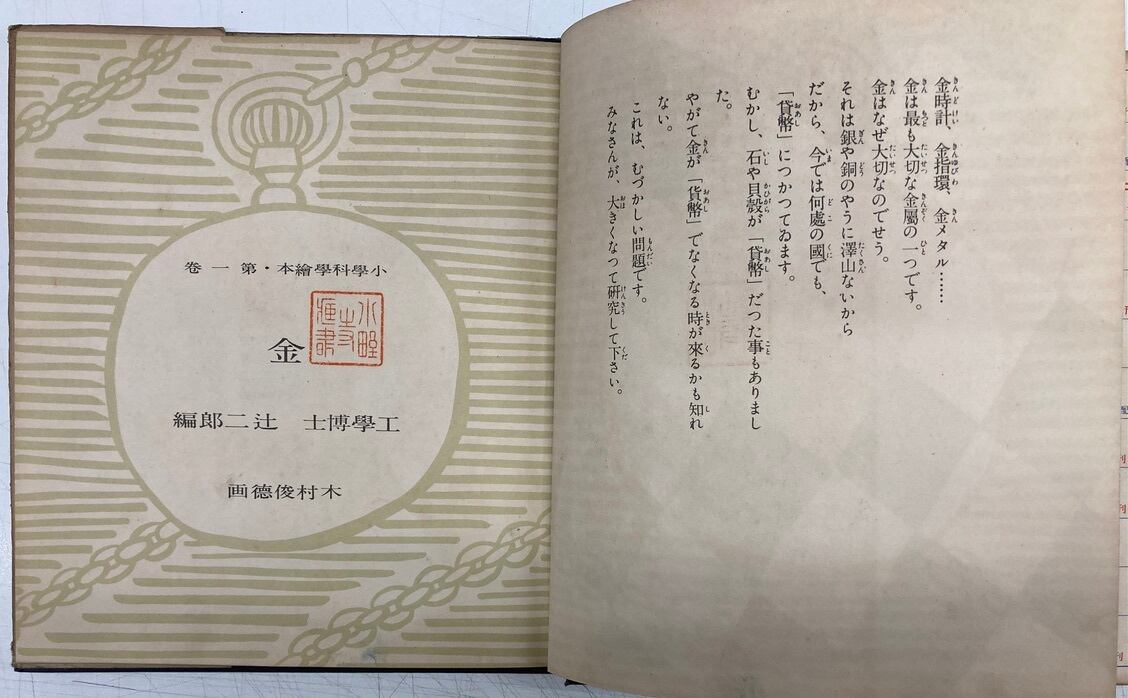 金時計、金指環、金メタル……
金は最も大切な金屬の一つです。
金はなぜ大切なのでせう。
それは銀や銅のやうに澤山ないから
だから、今では何處の國でも、
「貨幣」につかつてゐます。
むかし、石や貝殻が「貨幣」だつた事もありまし
た。
やがて金が「貨幣」でなくなる時が來るかも知れ
ない。
これは、むづかしい問題です。
みなさんが、大きくなつて研究して下さい。
小學科學繪本・第一卷
金
工學博士 辻二郎編
木村俊德画